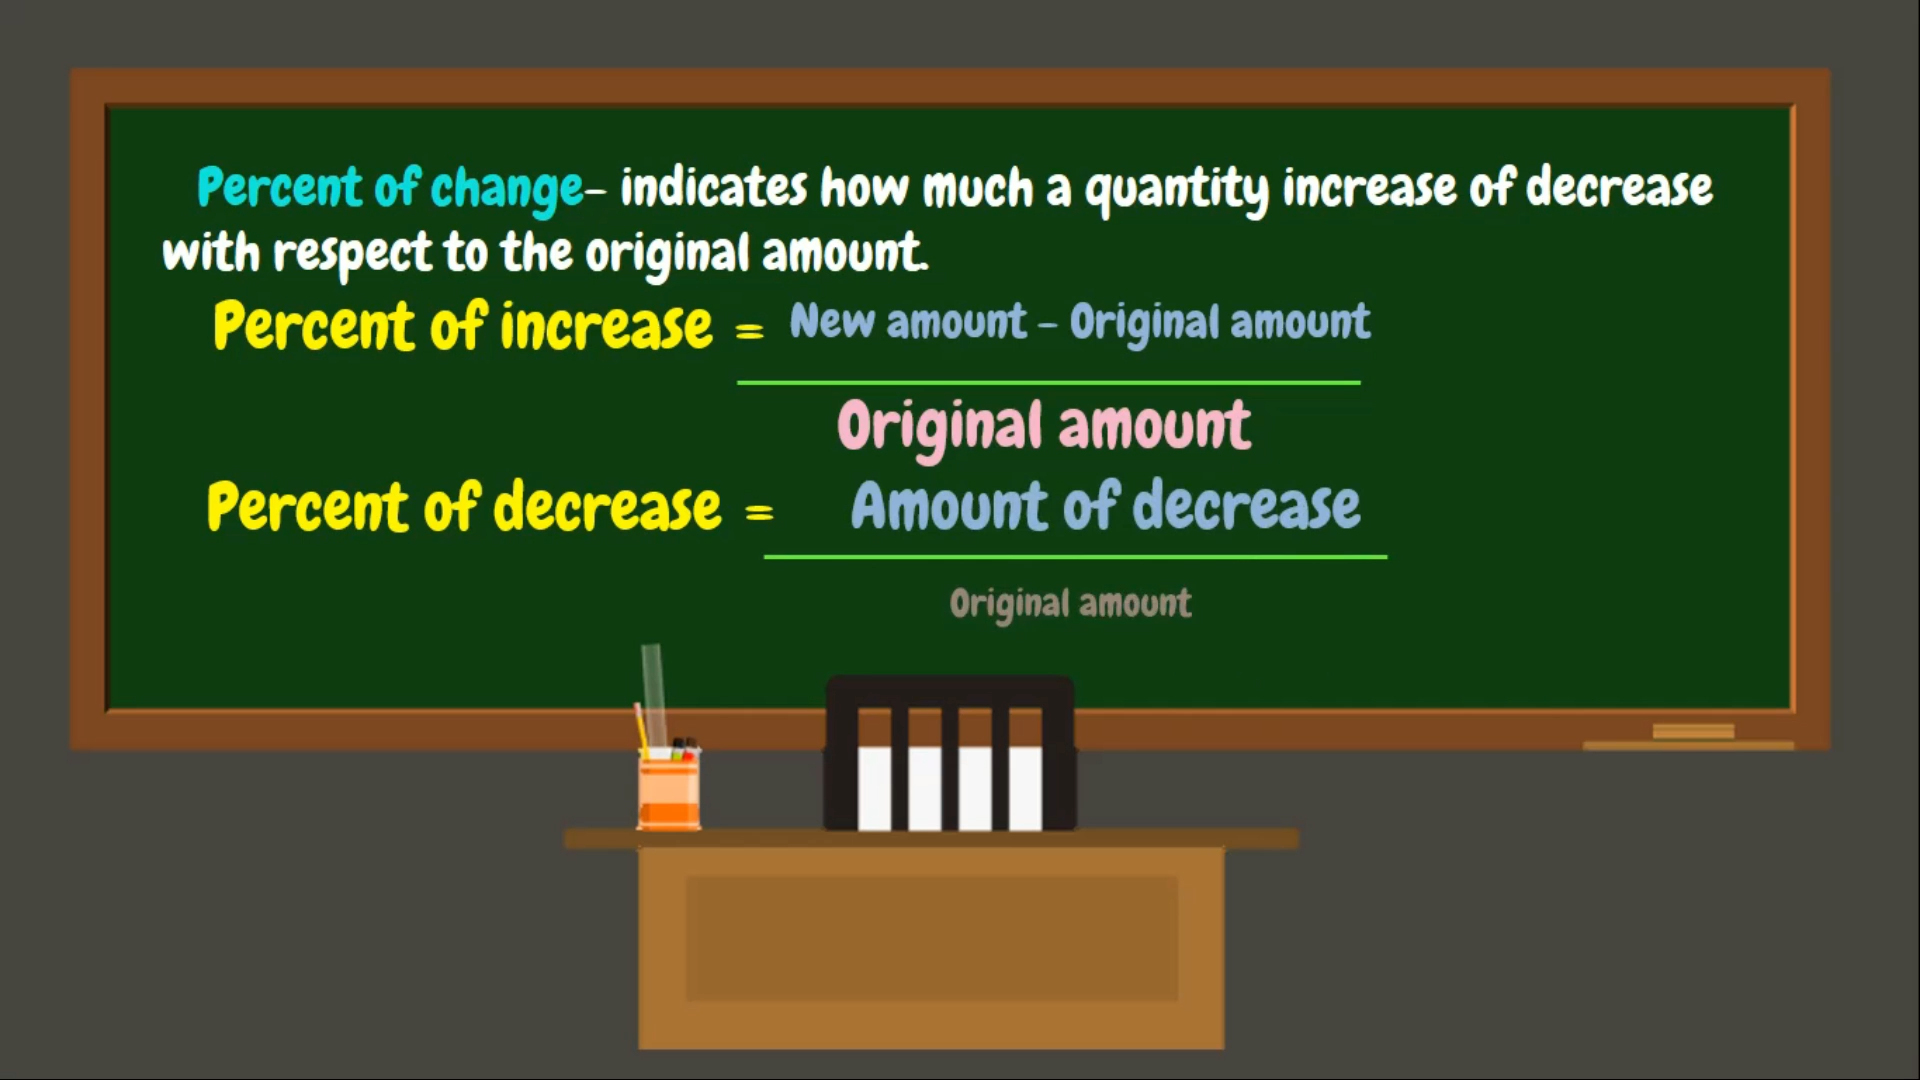 Percent of change- indicates how much a quantity increase of decrease
with respect to the original amount.
Percent of increase = New amount - Original amount
Original amount
Percent of decrease = Amount of decrease
Original amount